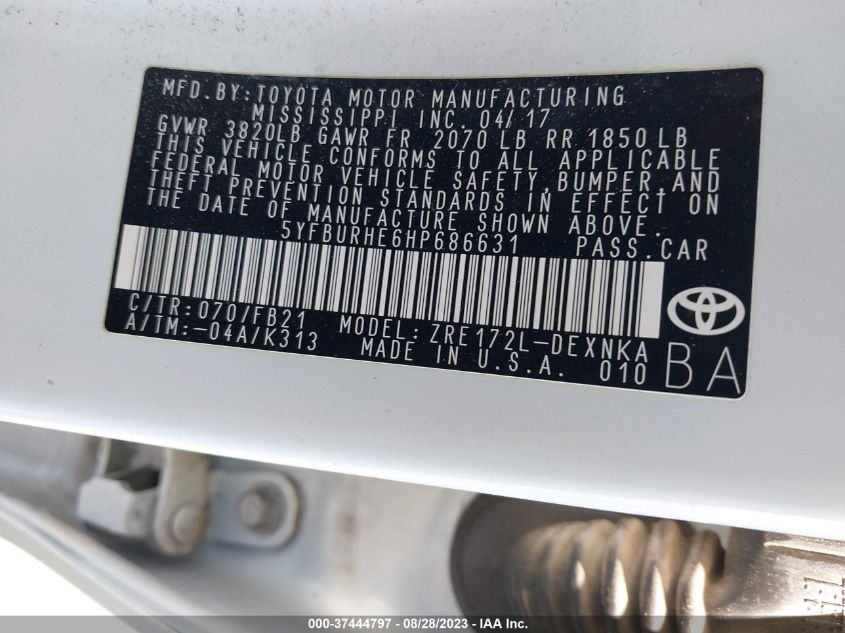 MFD. BY: TOYOTA MOTOR MANUFACTURING
MISSISSIPPI INC. 04/17
GVWR 3820LB GAWR FR 2070 LB RR 1850 LB
THIS VEHICLE CONFORMS TO ALL APPLICABLE
FEDERAL MOTOR VEHICLE SAFETY, BUMPER, AND
THEFT PREVENTION STANDARDS IN EFFECT ON
THE DATE OF MANUFACTURE SHOWN ABOVE.
5YFBURHE6HP686631 PASS. CAR
C/TR: 070/FB21 MODEL: ZRE172L-DEXNKA
A/TM: -04A/K313 MADE IN U.S.A. 010 BA
000-37444797 - 08/28/2023 - IAA Inc.